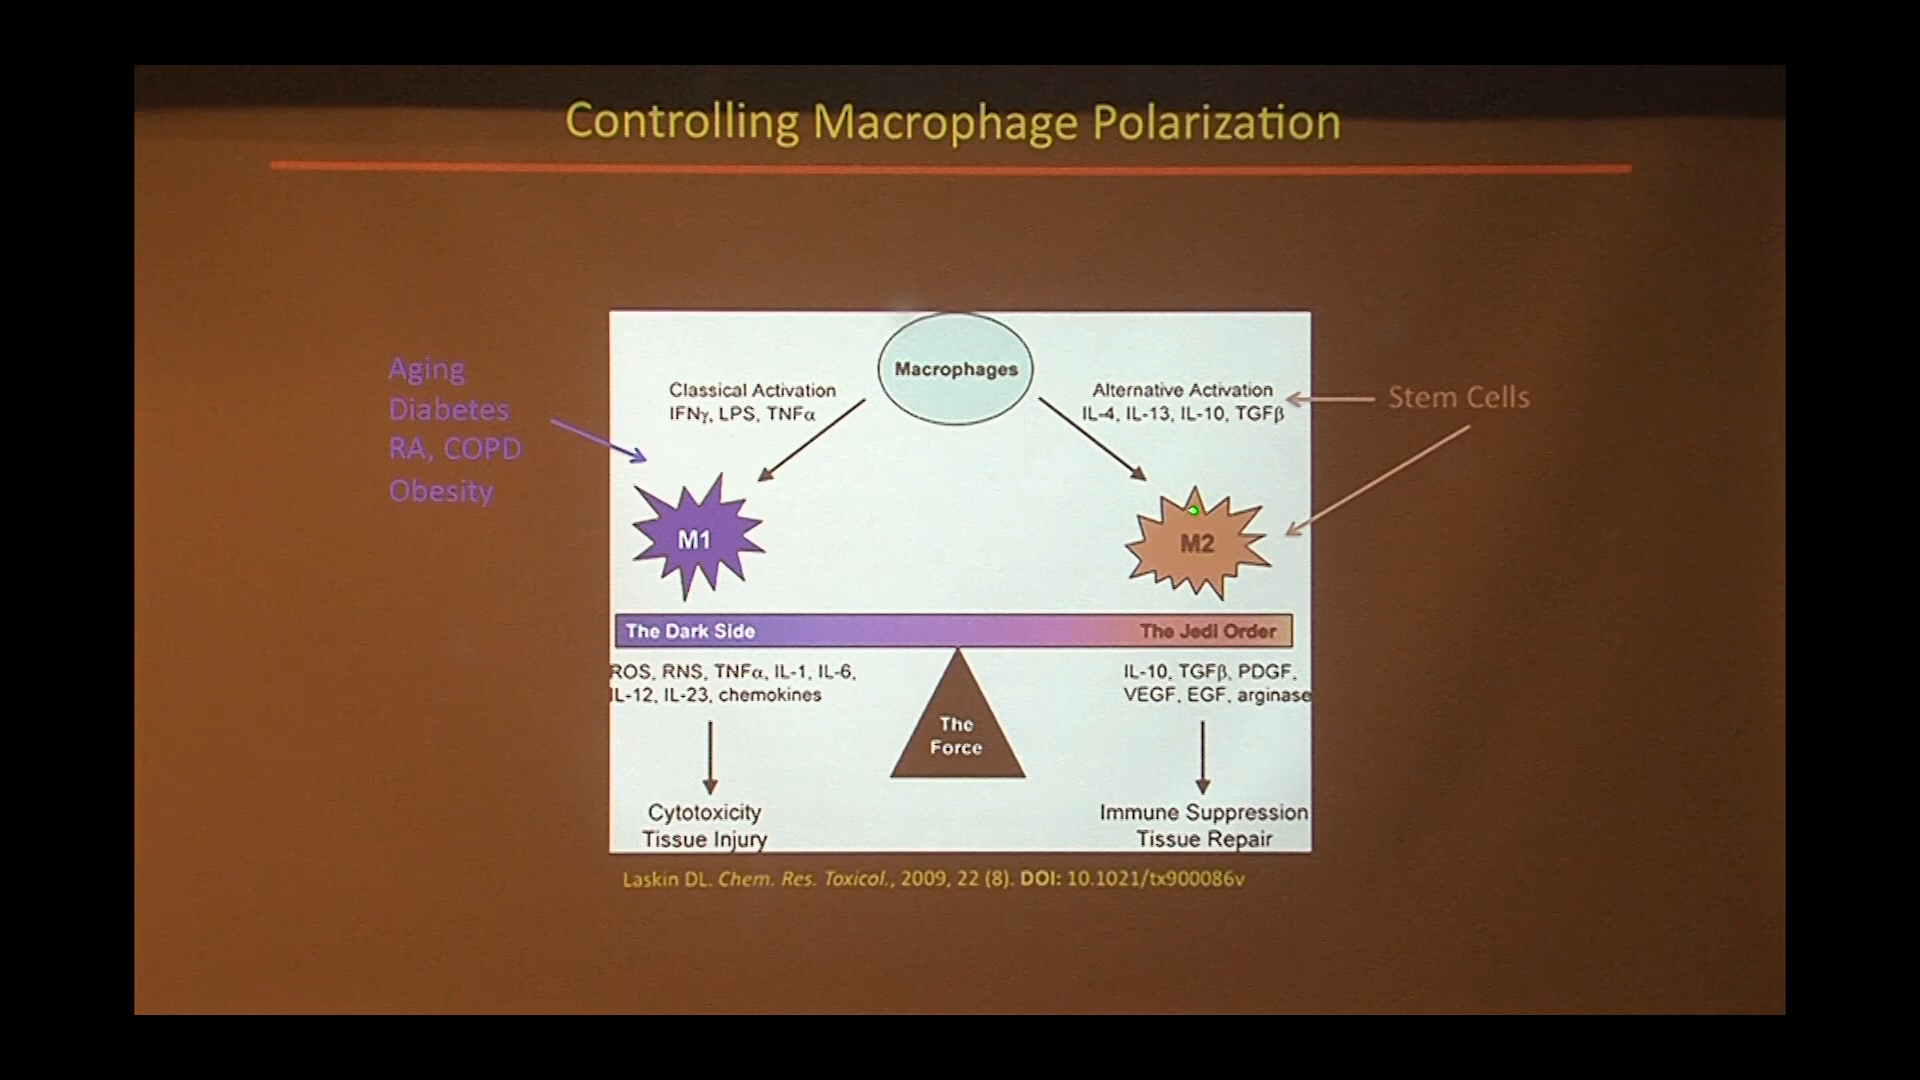 Controlling Macrophage Polarization
Aging
Diabetes
RA, COPD
Obesity
Macrophages
Classical Activation
IFNγ, LPS, TNFα
Alternative Activation
IL-4, IL-13, IL-10, TGFβ
Stem Cells
M1
M2
The Dark Side
The Jedi Order
ROS, RNS, TNFα, IL-1, IL-6,
IL-12, IL-23, chemokines
IL-10, TGFβ, PDGF,
VEGF, EGF, arginase
The
Force
Cytotoxicity
Tissue Injury
Immune Suppression
Tissue Repair
Laskin DL. Chem. Res. Toxicol., 2009, 22 (8). DOI: 10.1021/tx900086v